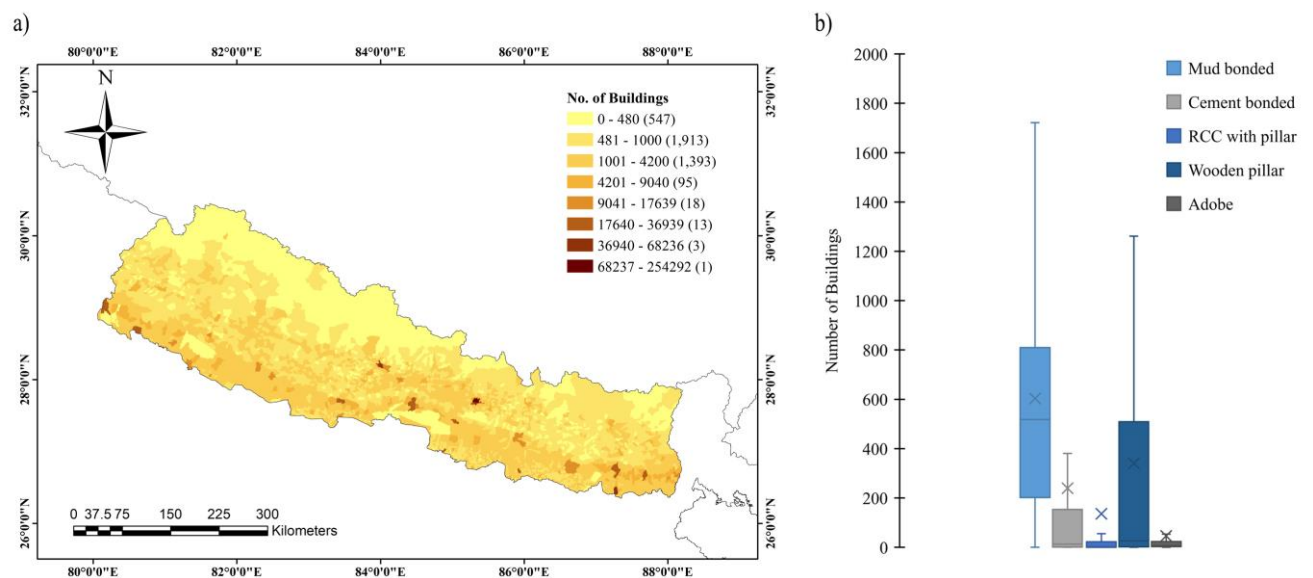 a)
80°0'0"E 82°0'0"E 84°0'0"E 86°0'0"E 88°0'0"E
N
32°0'0"N
30°0'0"N
28°0'0"N
26°0'0"N
No. of Buildings
0 - 480 (547)
481 - 1000 (1,913)
1001 - 4200 (1,393)
4201 - 9040 (95)
9041 - 17639 (18)
17640 - 36939 (13)
36940 - 68236 (3)
68237 - 254292 (1)
32°0'0"N
30°0'0"N
28°0'0"N
26°0'0"N
0 37.5 75 150 225 300
Kilometers
80°0'0"E 82°0'0"E 84°0'0"E 86°0'0"E 88°0'0"E
b)
Number of Buildings
2000
1800
1600
1400
1200
1000
800
600
400
200
0
Mud bonded
Cement bonded
RCC with pillar
Wooden pillar
Adobe